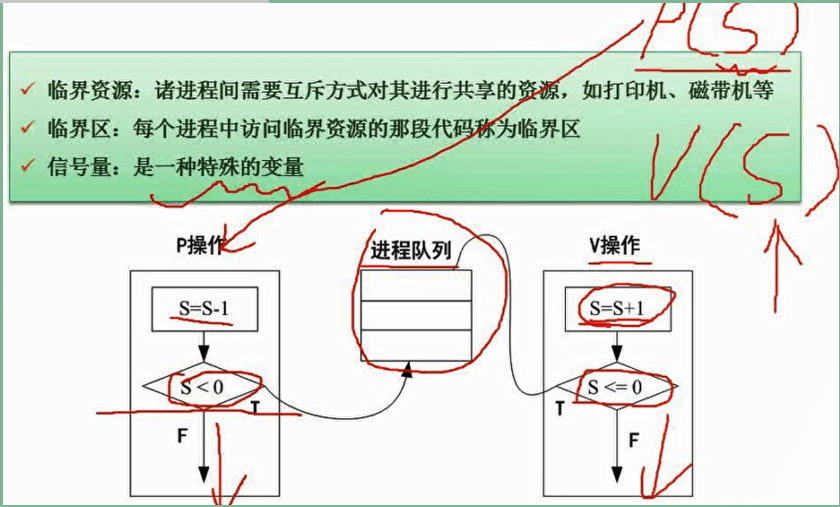 P(S)
✓ 临界资源：诸进程间需要互斥方式对其进行共享的资源，如打印机、磁带机等
✓ 临界区：每个进程中访问临界资源的那段代码称为临界区
✓ 信号量：是一种特殊的变量
V(S)
P操作
进程队列
V操作
S=S-1
S=S+1
S < 0
S <= 0
T
T
F
F